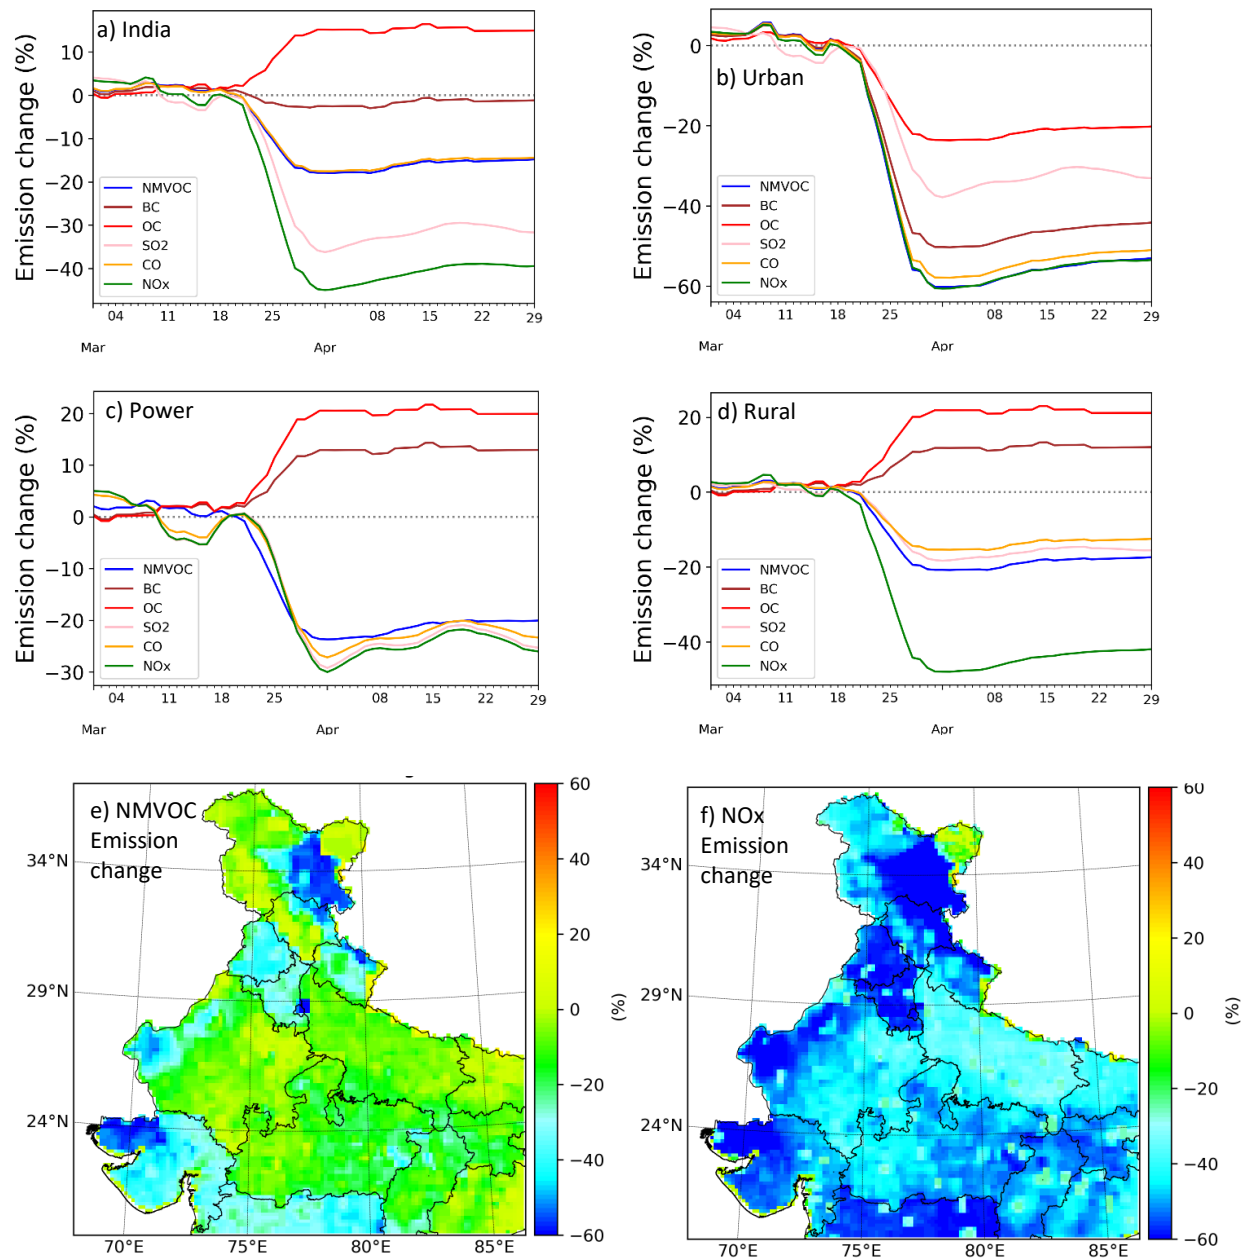 a) India
Emission change (%)
10
0
−10
−20
−30
−40
NMVOC
BC
OC
SO2
CO
NOx
04
11
18
25
08
15
22
29
Mar
Apr
b) Urban
Emission change (%)
0
−20
−40
−60
NMVOC
BC
OC
SO2
CO
NOx
04
11
18
25
08
15
22
29
Mar
Apr
c) Power
Emission change (%)
20
10
0
−10
−20
−30
NMVOC
BC
OC
SO2
CO
NOx
04
11
18
25
08
15
22
29
Mar
Apr
d) Rural
Emission change (%)
20
0
−20
−40
NMVOC
BC
OC
SO2
CO
NOx
04
11
18
25
08
15
22
29
Mar
Apr
e) NMVOC
Emission
change
34°N
29°N
24°N
70°E
75°E
80°E
85°E
60
40
20
0
−20
−40
−60
(%)
f) NOx
Emission
change
34°N
29°N
24°N
70°E
75°E
80°E
85°E
60
40
20
0
−20
−40
−60
(%)